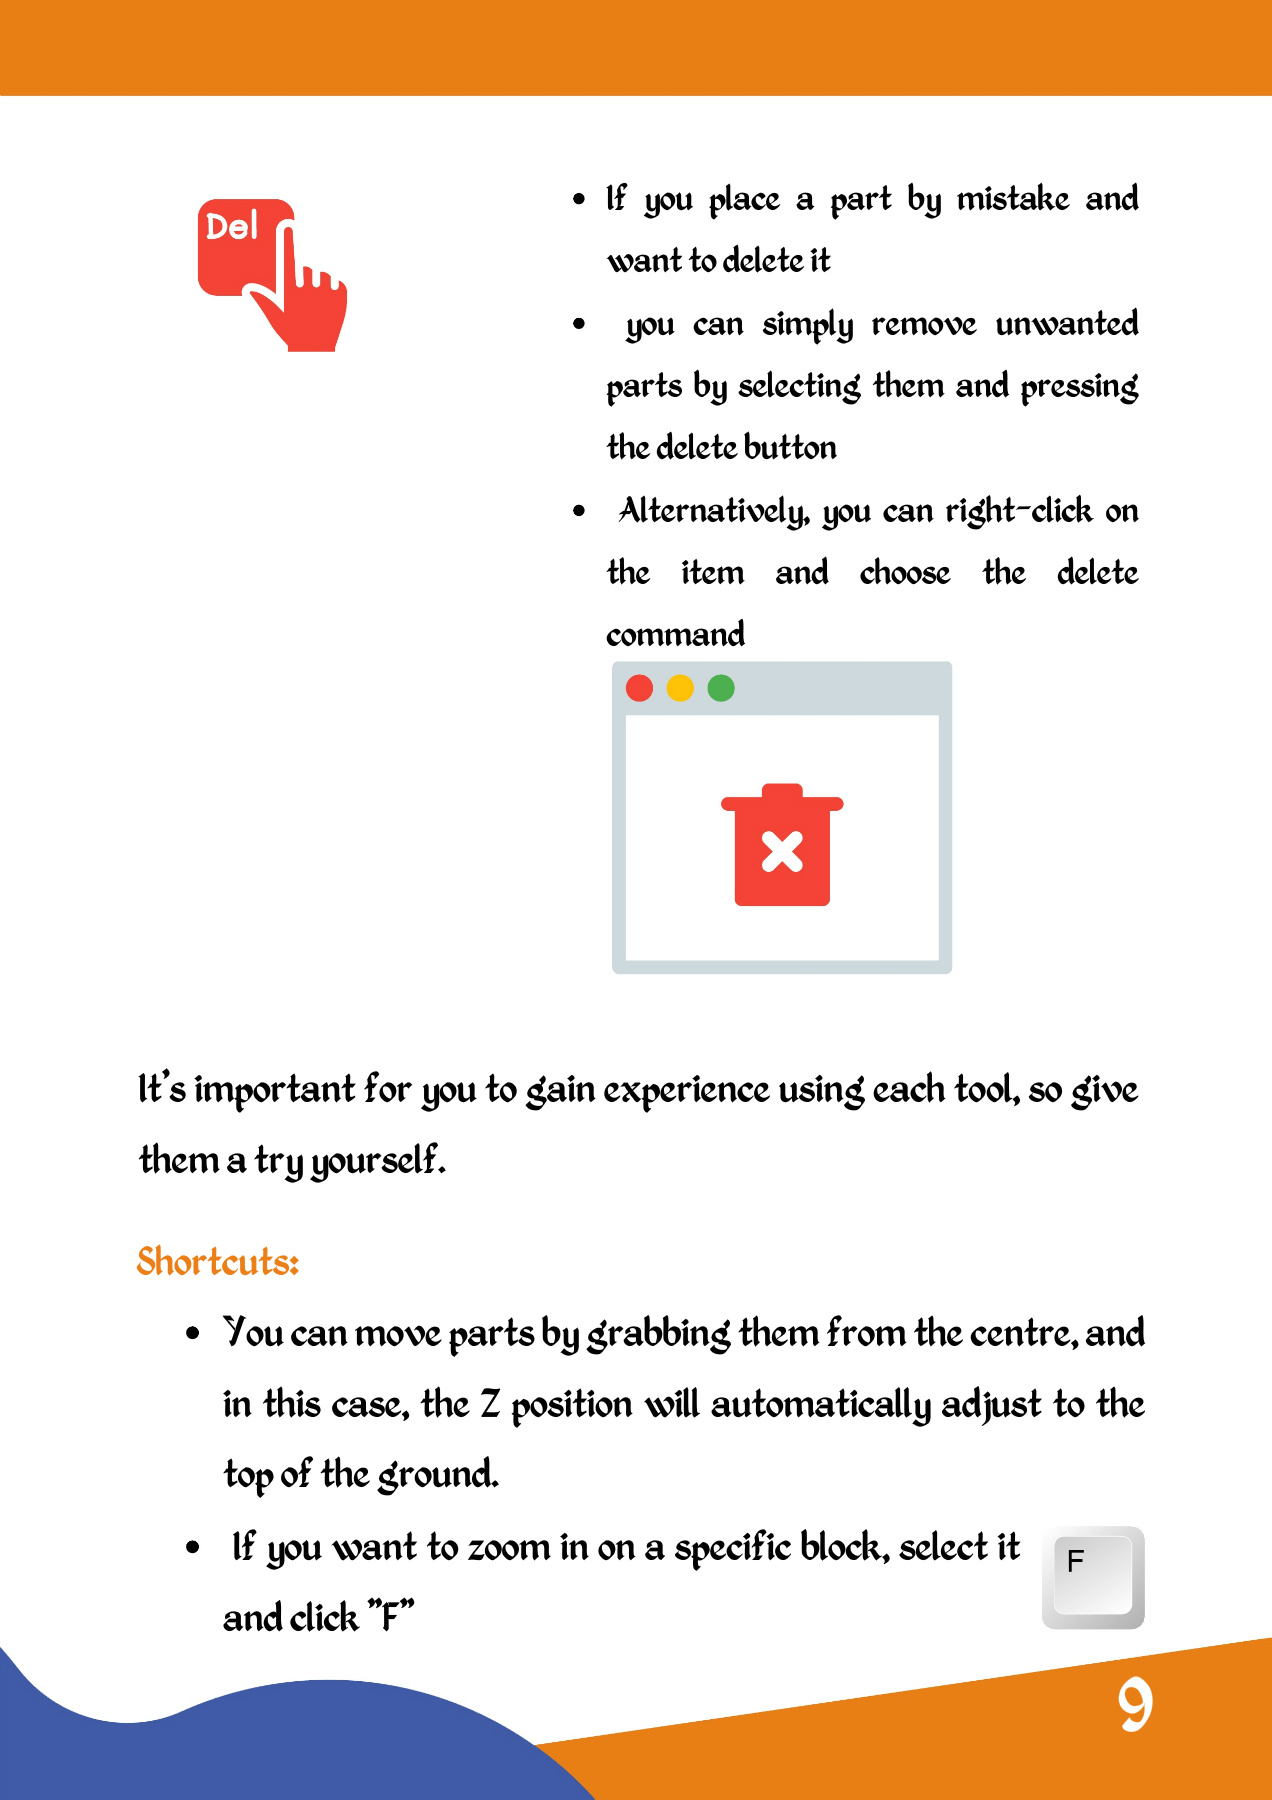 Del
• If you place a part by mistake and
want to delete it
• you can simply remove unwanted
parts by selecting them and pressing
the delete button
• Alternatively, you can right-click on
the item and choose the delete
command
It's important for you to gain experience using each tool, so give
them a try yourself.
Shortcuts:
• You can move parts by grabbing them from the centre, and
in this case, the Z position will automatically adjust to the
top of the ground.
• If you want to zoom in on a specific block, select it
and click "F"
F
9